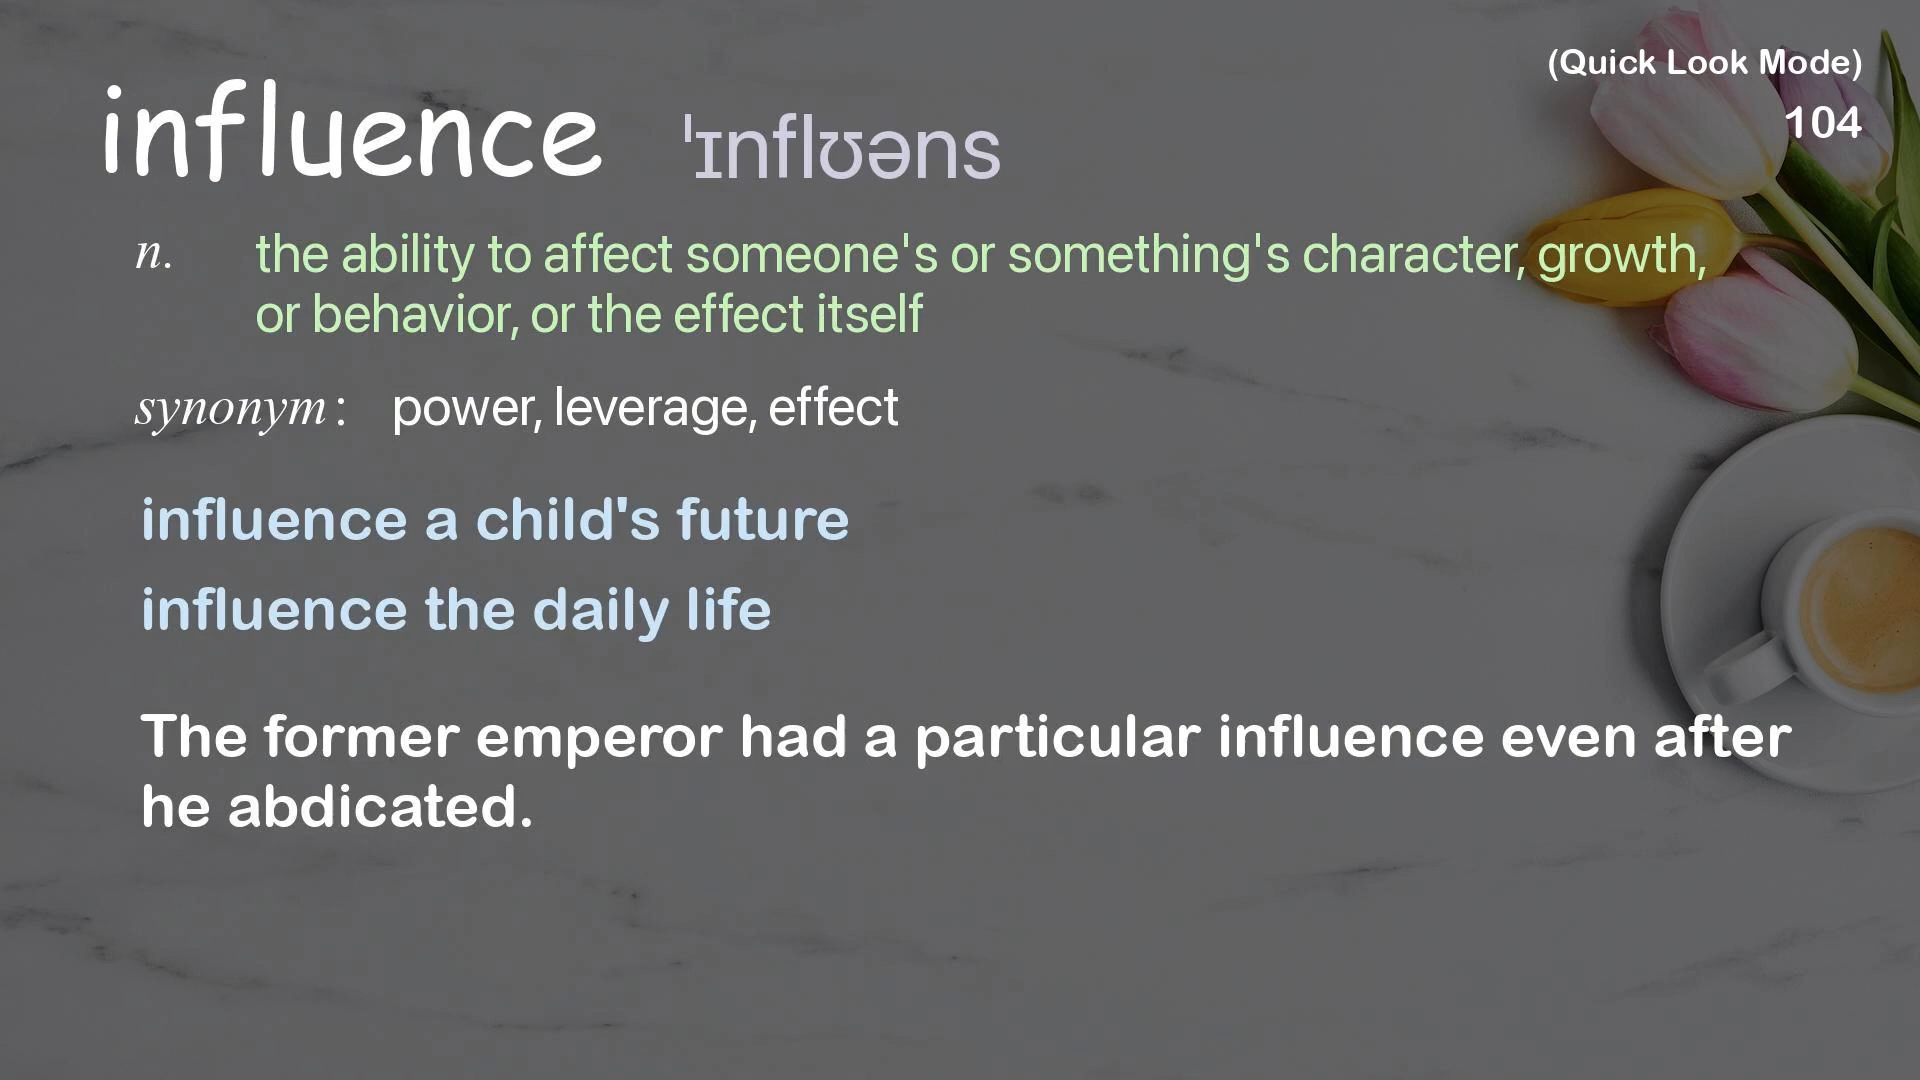 (Quick Look Mode)
104
influence ˈɪnflʊəns
n. the ability to affect someone's or something's character, growth,
or behavior, or the effect itself
synonym: power, leverage, effect
influence a child's future
influence the daily life
The former emperor had a particular influence even after
he abdicated.